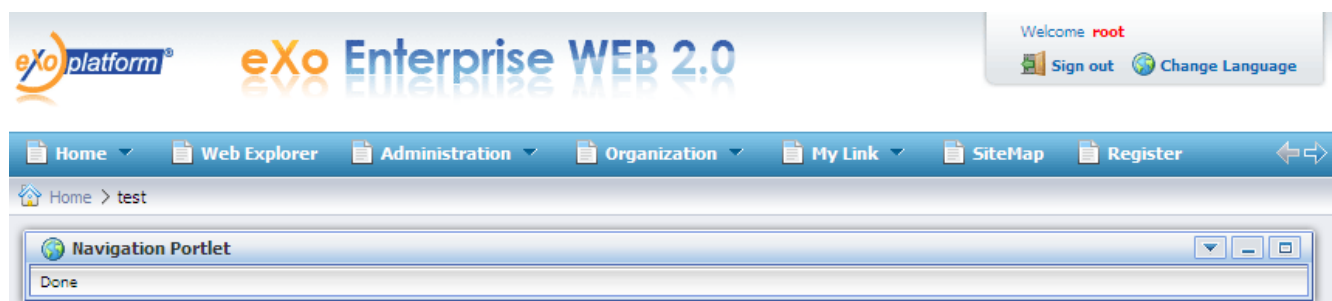 eXo platform®
eXo Enterprise WEB 2.0
Welcome root
Sign out Change Language
Home Web Explorer Administration Organization My Link SiteMap Register
Home > test
Navigation Portlet
Done